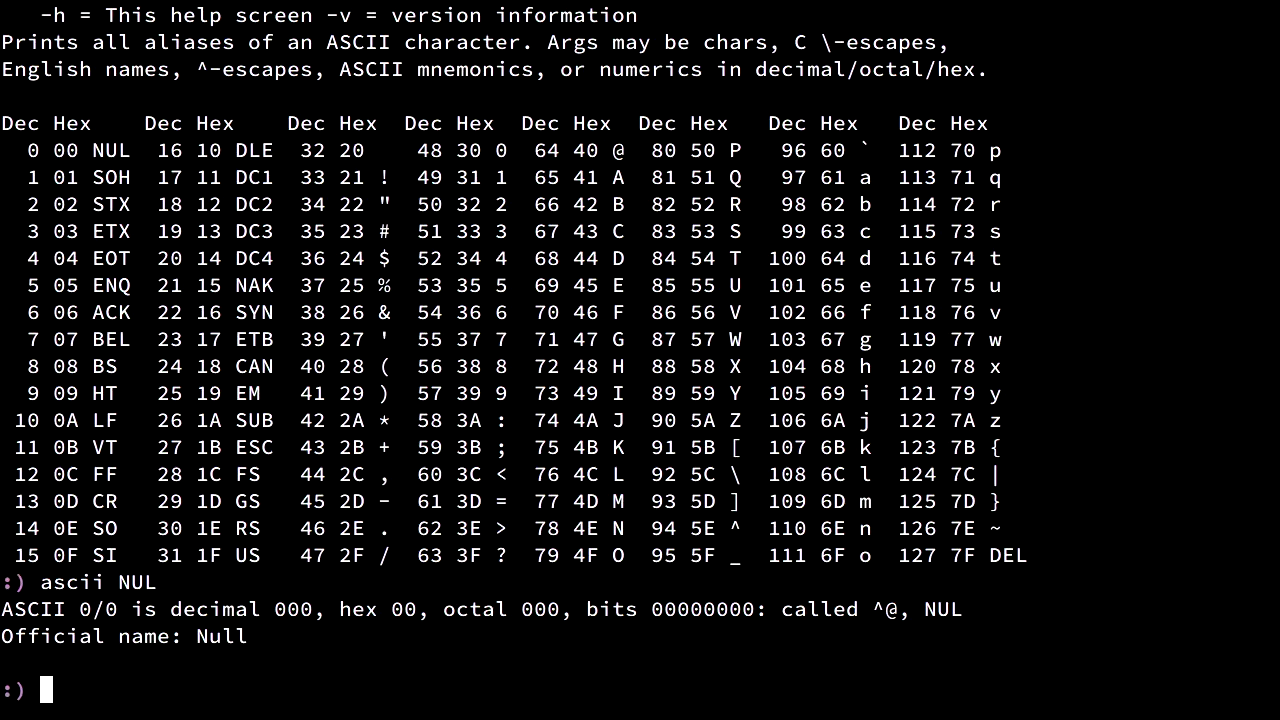 -h = This help screen -v = version information
Prints all aliases of an ASCII character. Args may be chars, C \-escapes,
English names, ^-escapes, ASCII mnemonics, or numerics in decimal/octal/hex.

Dec Hex    Dec Hex    Dec Hex  Dec Hex  Dec Hex  Dec Hex   Dec Hex   Dec Hex
  0 00 NUL  16 10 DLE  32 20    48 30 0  64 40 @  80 50 P   96 60 `  112 70 p
  1 01 SOH  17 11 DC1  33 21 !  49 31 1  65 41 A  81 51 Q   97 61 a  113 71 q
  2 02 STX  18 12 DC2  34 22 "  50 32 2  66 42 B  82 52 R   98 62 b  114 72 r
  3 03 ETX  19 13 DC3  35 23 #  51 33 3  67 43 C  83 53 S   99 63 c  115 73 s
  4 04 EOT  20 14 DC4  36 24 $  52 34 4  68 44 D  84 54 T  100 64 d  116 74 t
  5 05 ENQ  21 15 NAK  37 25 %  53 35 5  69 45 E  85 55 U  101 65 e  117 75 u
  6 06 ACK  22 16 SYN  38 26 &  54 36 6  70 46 F  86 56 V  102 66 f  118 76 v
  7 07 BEL  23 17 ETB  39 27 '  55 37 7  71 47 G  87 57 W  103 67 g  119 77 w
  8 08 BS   24 18 CAN  40 28 (  56 38 8  72 48 H  88 58 X  104 68 h  120 78 x
  9 09 HT   25 19 EM   41 29 )  57 39 9  73 49 I  89 59 Y  105 69 i  121 79 y
 10 0A LF   26 1A SUB  42 2A *  58 3A :  74 4A J  90 5A Z  106 6A j  122 7A z
 11 0B VT   27 1B ESC  43 2B +  59 3B ;  75 4B K  91 5B [  107 6B k  123 7B {
 12 0C FF   28 1C FS   44 2C ,  60 3C <  76 4C L  92 5C \  108 6C l  124 7C |
 13 0D CR   29 1D GS   45 2D -  61 3D =  77 4D M  93 5D ]  109 6D m  125 7D }
 14 0E SO   30 1E RS   46 2E .  62 3E >  78 4E N  94 5E ^  110 6E n  126 7E ~
 15 0F SI   31 1F US   47 2F /  63 3F ?  79 4F O  95 5F _  111 6F o  127 7F DEL
:) ascii NUL
ASCII 0/0 is decimal 000, hex 00, octal 000, bits 00000000: called ^@, NUL
Official name: Null

:)